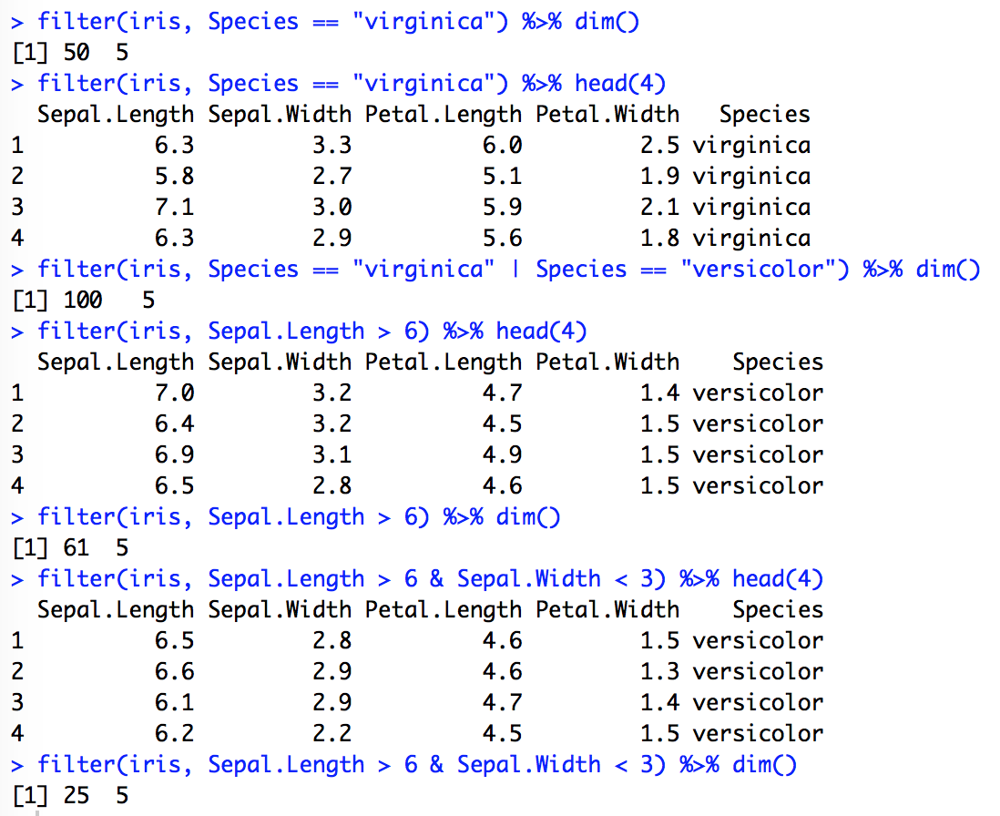 > filter(iris, Species == "virginica") %>% dim()
[1] 50  5
> filter(iris, Species == "virginica") %>% head(4)
  Sepal.Length Sepal.Width Petal.Length Petal.Width   Species
1          6.3         3.3          6.0         2.5 virginica
2          5.8         2.7          5.1         1.9 virginica
3          7.1         3.0          5.9         2.1 virginica
4          6.3         2.9          5.6         1.8 virginica
> filter(iris, Species == "virginica" | Species == "versicolor") %>% dim()
[1] 100   5
> filter(iris, Sepal.Length > 6) %>% head(4)
  Sepal.Length Sepal.Width Petal.Length Petal.Width    Species
1          7.0         3.2          4.7         1.4 versicolor
2          6.4         3.2          4.5         1.5 versicolor
3          6.9         3.1          4.9         1.5 versicolor
4          6.5         2.8          4.6         1.5 versicolor
> filter(iris, Sepal.Length > 6) %>% dim()
[1] 61  5
> filter(iris, Sepal.Length > 6 & Sepal.Width < 3) %>% head(4)
  Sepal.Length Sepal.Width Petal.Length Petal.Width    Species
1          6.5         2.8          4.6         1.5 versicolor
2          6.6         2.9          4.6         1.3 versicolor
3          6.1         2.9          4.7         1.4 versicolor
4          6.2         2.2          4.5         1.5 versicolor
> filter(iris, Sepal.Length > 6 & Sepal.Width < 3) %>% dim()
[1] 25  5